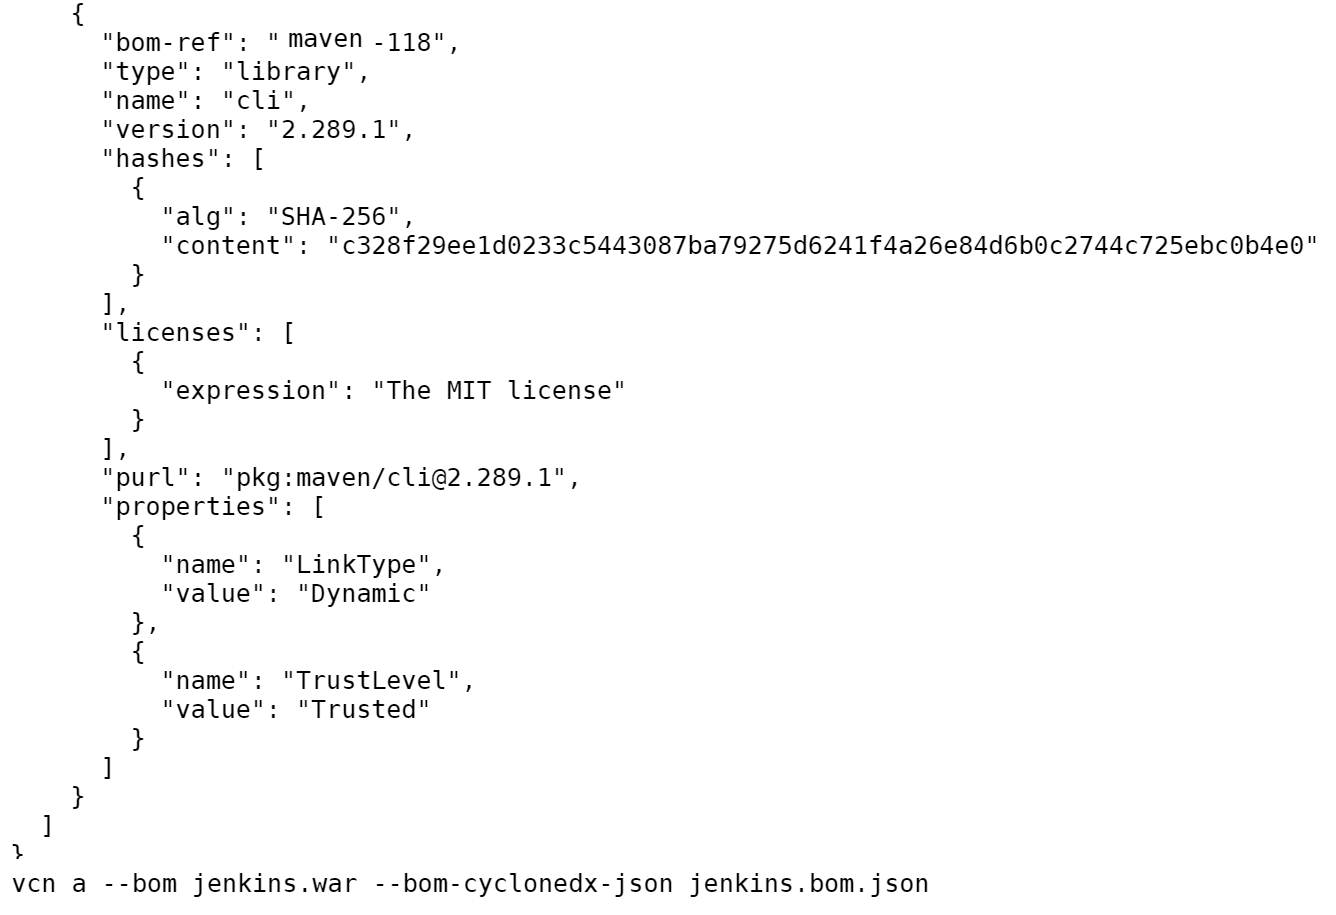 {
"bom-ref": " maven -118",
"type": "library",
"name": "cli",
"version": "2.289.1",
"hashes": [
{
"alg": "SHA-256",
"content": "c328f29ee1d0233c5443087ba79275d6241f4a26e84d6b0c2744c725ebc0b4e0"
}
],
"licenses": [
{
"expression": "The MIT license"
}
],
"purl": "pkg:maven/cli@2.289.1",
"properties": [
{
"name": "LinkType",
"value": "Dynamic"
},
{
"name": "TrustLevel",
"value": "Trusted"
}
]
}
]
}
vcn a --bom jenkins.war --bom-cyclonedx-json jenkins.bom.json